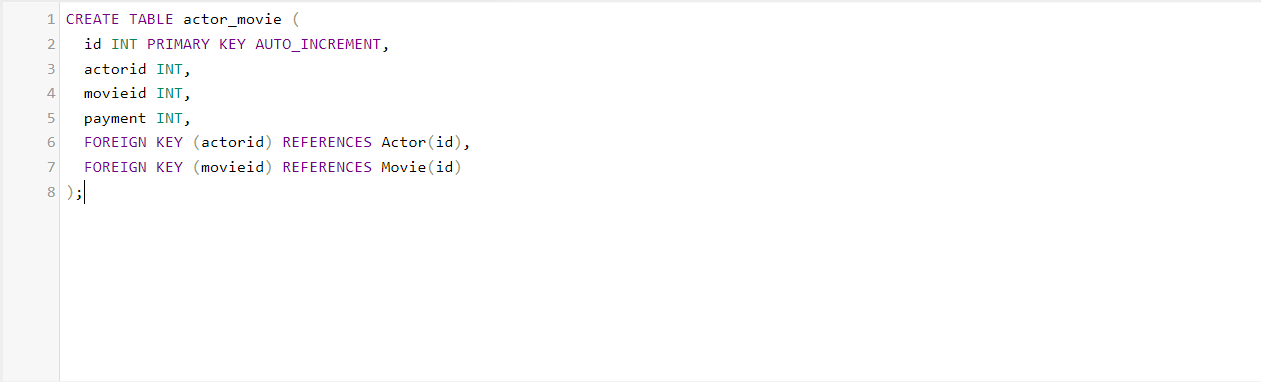 1 CREATE TABLE actor_movie (
2 id INT PRIMARY KEY AUTO_INCREMENT,
3 actorid INT,
4 movieid INT,
5 payment INT,
6 FOREIGN KEY (actorid) REFERENCES Actor(id),
7 FOREIGN KEY (movieid) REFERENCES Movie(id)
8 );